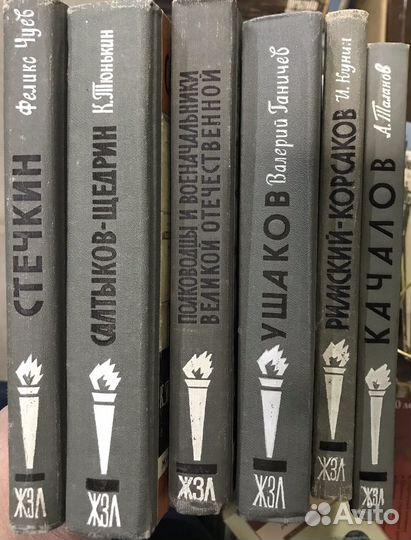 Феликс Чуев
СТЕЧКИН
ЖЗЛ
К. Тюнькин
САЛТЫКОВ-ЩЕДРИН
ЖЗЛ
ПОЛКОВОДЦЫ И ВОЕНАЧАЛЬНИКИ
ВЕЛИКОЙ ОТЕЧЕСТВЕННОЙ
ЖЗЛ
Валерий Ганичев
УШАКОВ
ЖЗЛ
И. Кунин
РИМСКИЙ-КОРСАКОВ
ЖЗЛ
А. Таланов
КАЧАЛОВ
ЖЗЛ
Avito